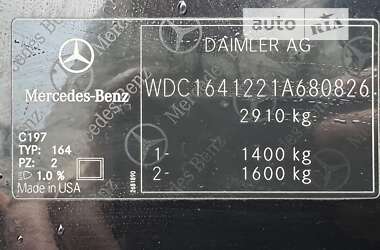 auto RIA
DAIMLER AG
Mercedes-Benz
WDC1641221A680826
2910 kg
C197
TYP: 164
PZ: 2
1.0 %
Made in USA
1- 1400 kg
2- 1600 kg